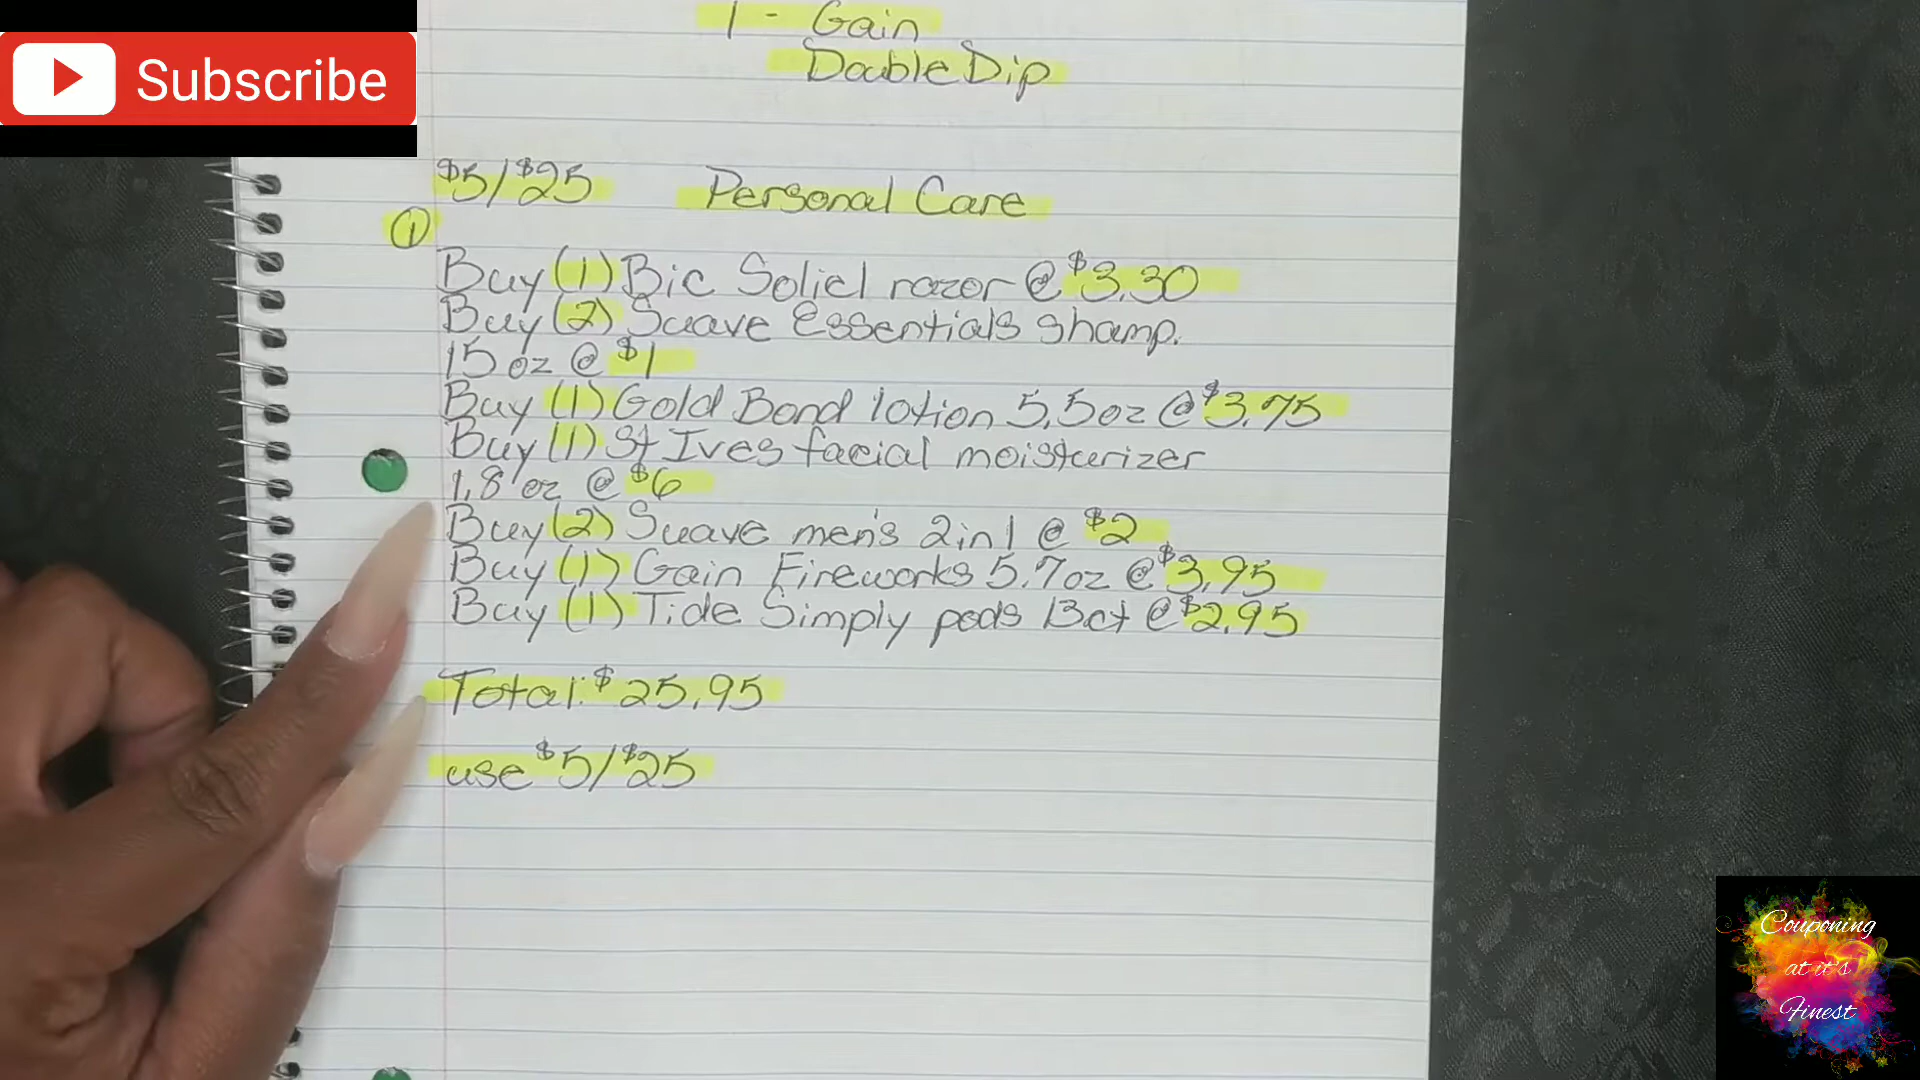 1 - Gain
Double Dip
Subscribe
$5/$25 Personal Care
1
Buy (1) Bic Soliel razor @ $3.30
Buy (2) Suave Essentials shamp.
15 oz @ $1
Buy (1) Gold Bond lotion 5.5oz @ $3.75
Buy (1) St Ives facial moisturizer
1.8 oz @ $6
Buy (2) Suave men's 2in1 @ $2
Buy (1) Gain Fireworks 5.7oz @ $3.95
Buy (1) Tide Simply pods 13ct @ $2.95
Total: $25.95
use $5/$25
Couponing
at it's
Finest